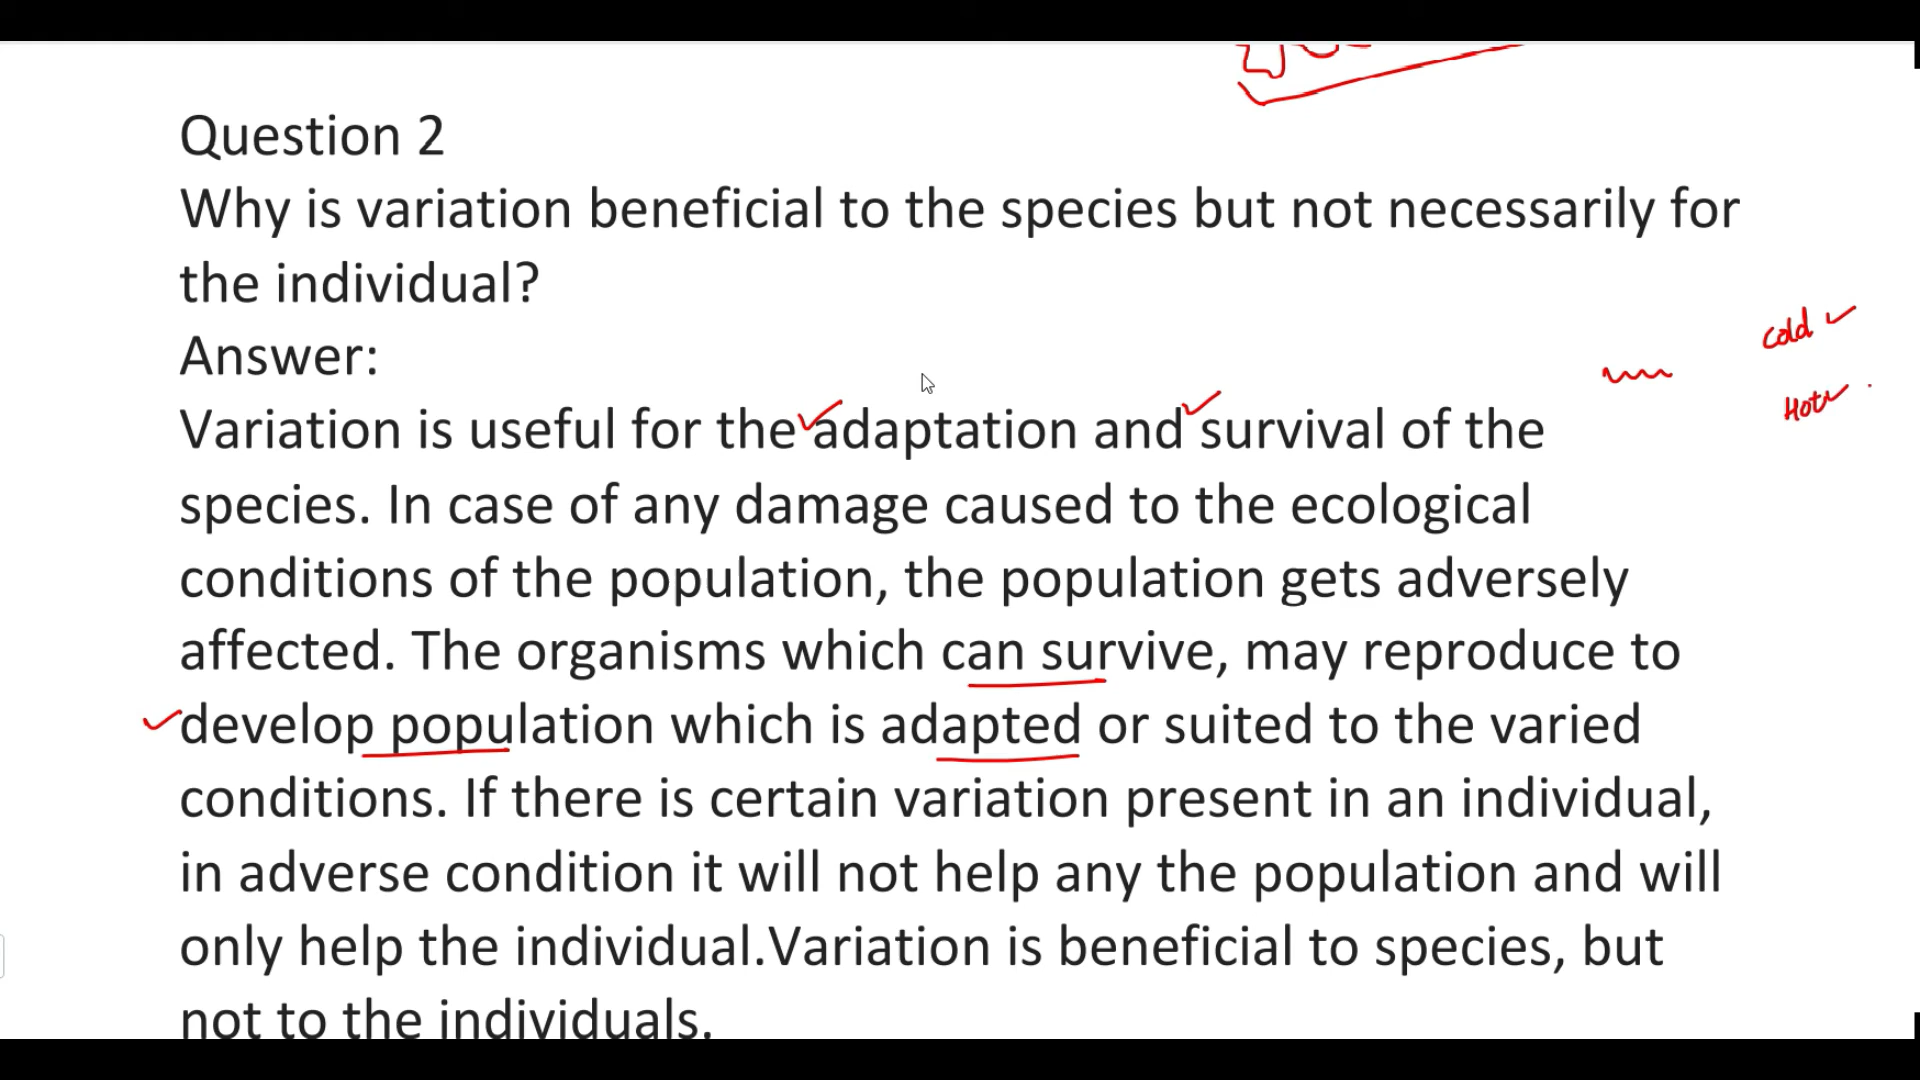 Question 2
Why is variation beneficial to the species but not necessarily for
the individual?
Cold
Answer:
Hot
Variation is useful for the adaptation and survival of the
species. In case of any damage caused to the ecological
conditions of the population, the population gets adversely
affected. The organisms which can survive, may reproduce to
develop population which is adapted or suited to the varied
conditions. If there is certain variation present in an individual,
in adverse condition it will not help any the population and will
only help the individual.Variation is beneficial to species, but
not to the individuals.